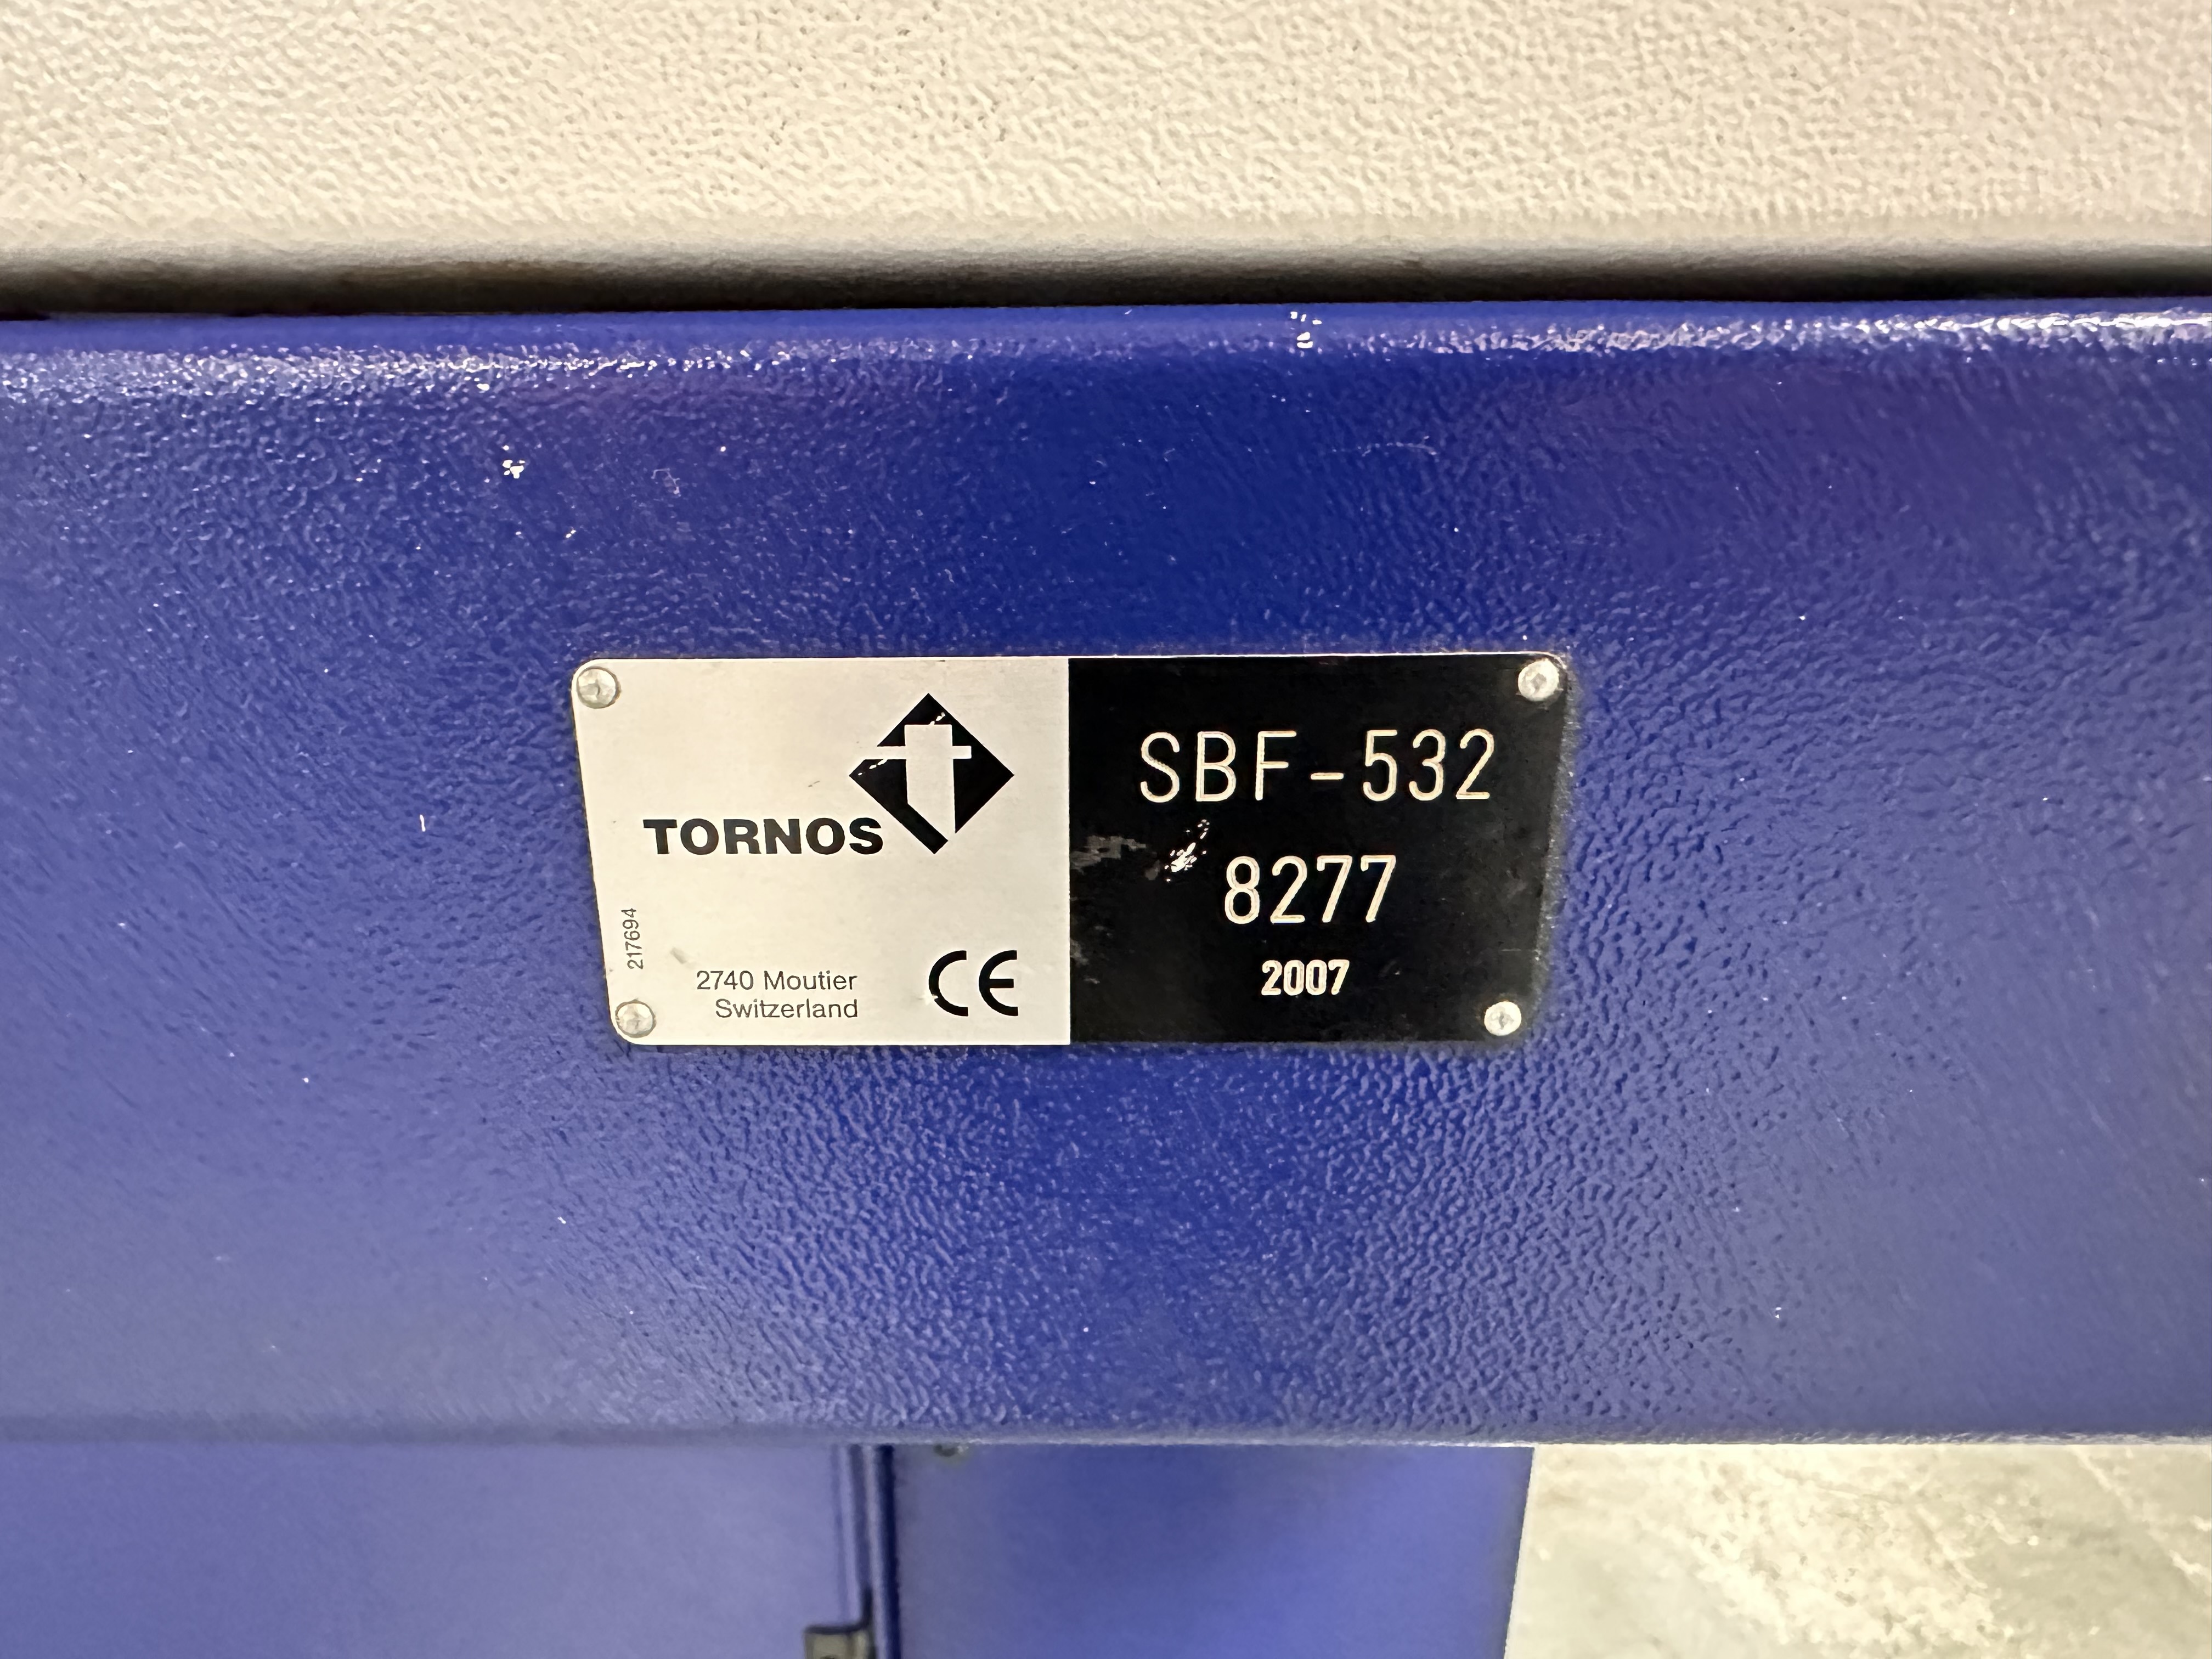 TORNOS
217694
2740 Moutier
Switzerland
CE
SBF-532
8277
2007